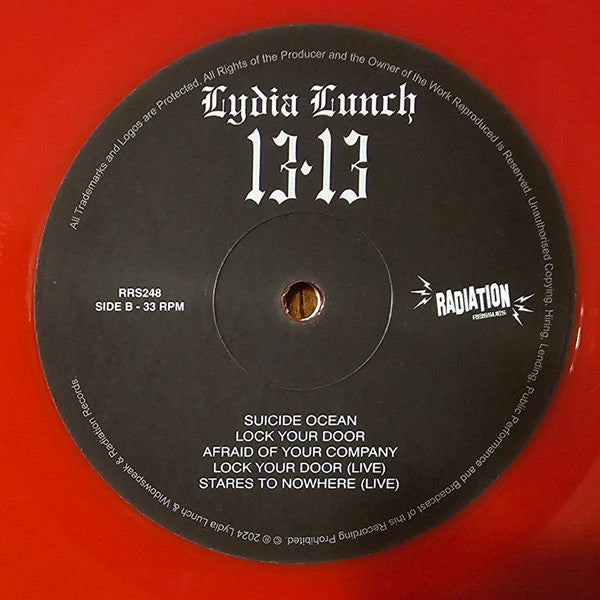 All Trademarks and Logos are Protected. All Rights of the Producer and the Owner of the Work Reproduced is Reserved. Unauthorised Copying, Hiring, Lending, Public Performance and Broadcast of this Recording Prohibited. ©℗ 2024 Lydia Lunch & Widowspeak & Radiation Records.
Lydia Lunch
13·13
RRS248
SIDE B - 33 RPM
RADIATION
REISSUES
SUICIDE OCEAN
LOCK YOUR DOOR
AFRAID OF YOUR COMPANY
LOCK YOUR DOOR (LIVE)
STARES TO NOWHERE (LIVE)